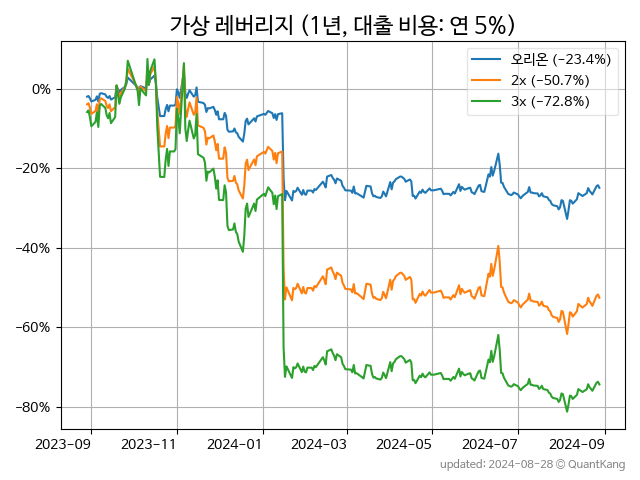 가상 레버리지 (1년, 대출 비용: 연 5%)
오리온 (−23.4%)
2x (−50.7%)
3x (−72.8%)
0%
−20%
−40%
−60%
−80%
2023-09 2023-11 2024-01 2024-03 2024-05 2024-07 2024-09
updated: 2024-08-28 © QuantKang